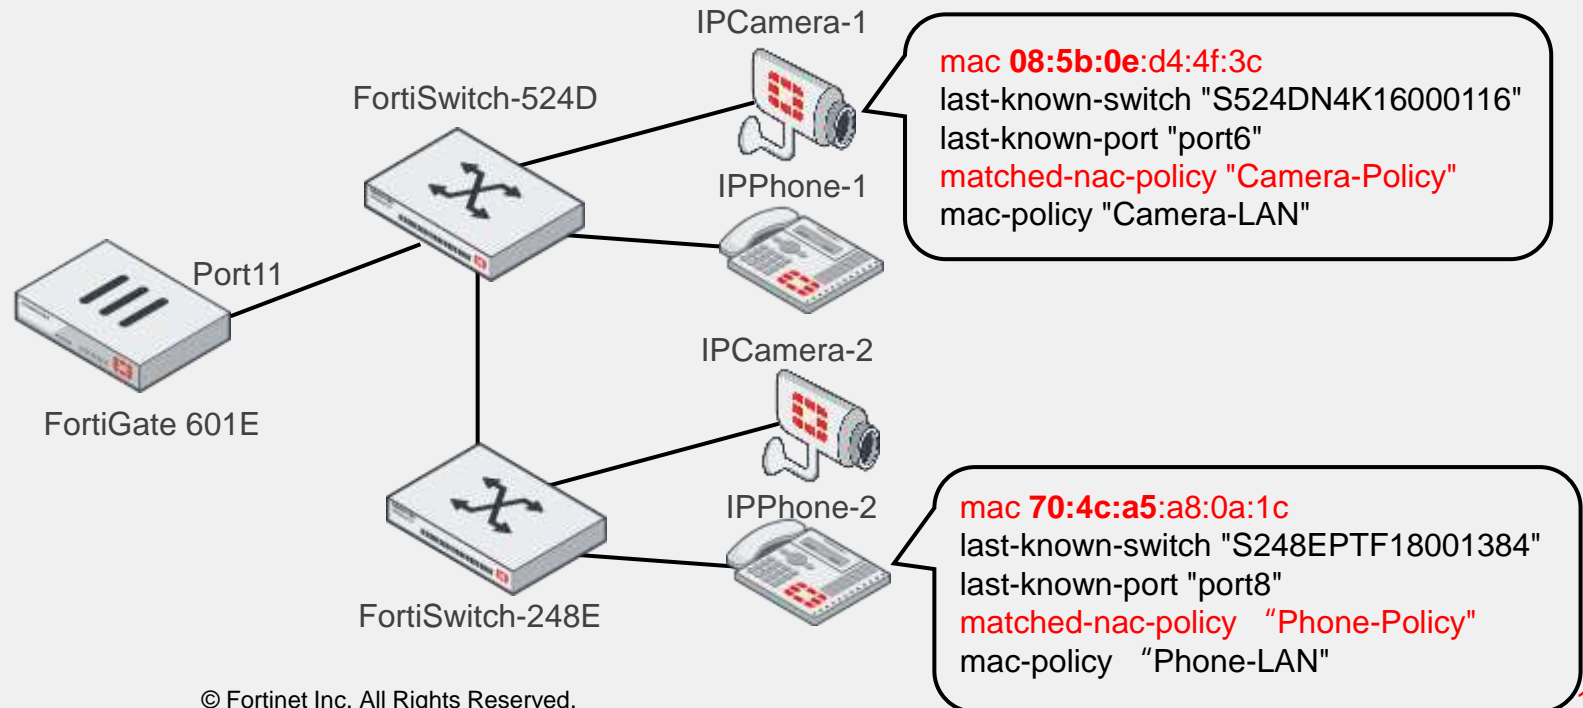 IPCamera-1
mac 08:5b:0e:d4:4f:3c
last-known-switch "S524DN4K16000116"
last-known-port "port6"
matched-nac-policy "Camera-Policy"
mac-policy "Camera-LAN"
FortiSwitch-524D
IPPhone-1
Port11
FortiGate 601E
IPCamera-2
IPPhone-2
mac 70:4c:a5:a8:0a:1c
last-known-switch "S248EPTF18001384"
last-known-port "port8"
matched-nac-policy “Phone-Policy"
mac-policy “Phone-LAN"
FortiSwitch-248E
© Fortinet Inc. All Rights Reserved.